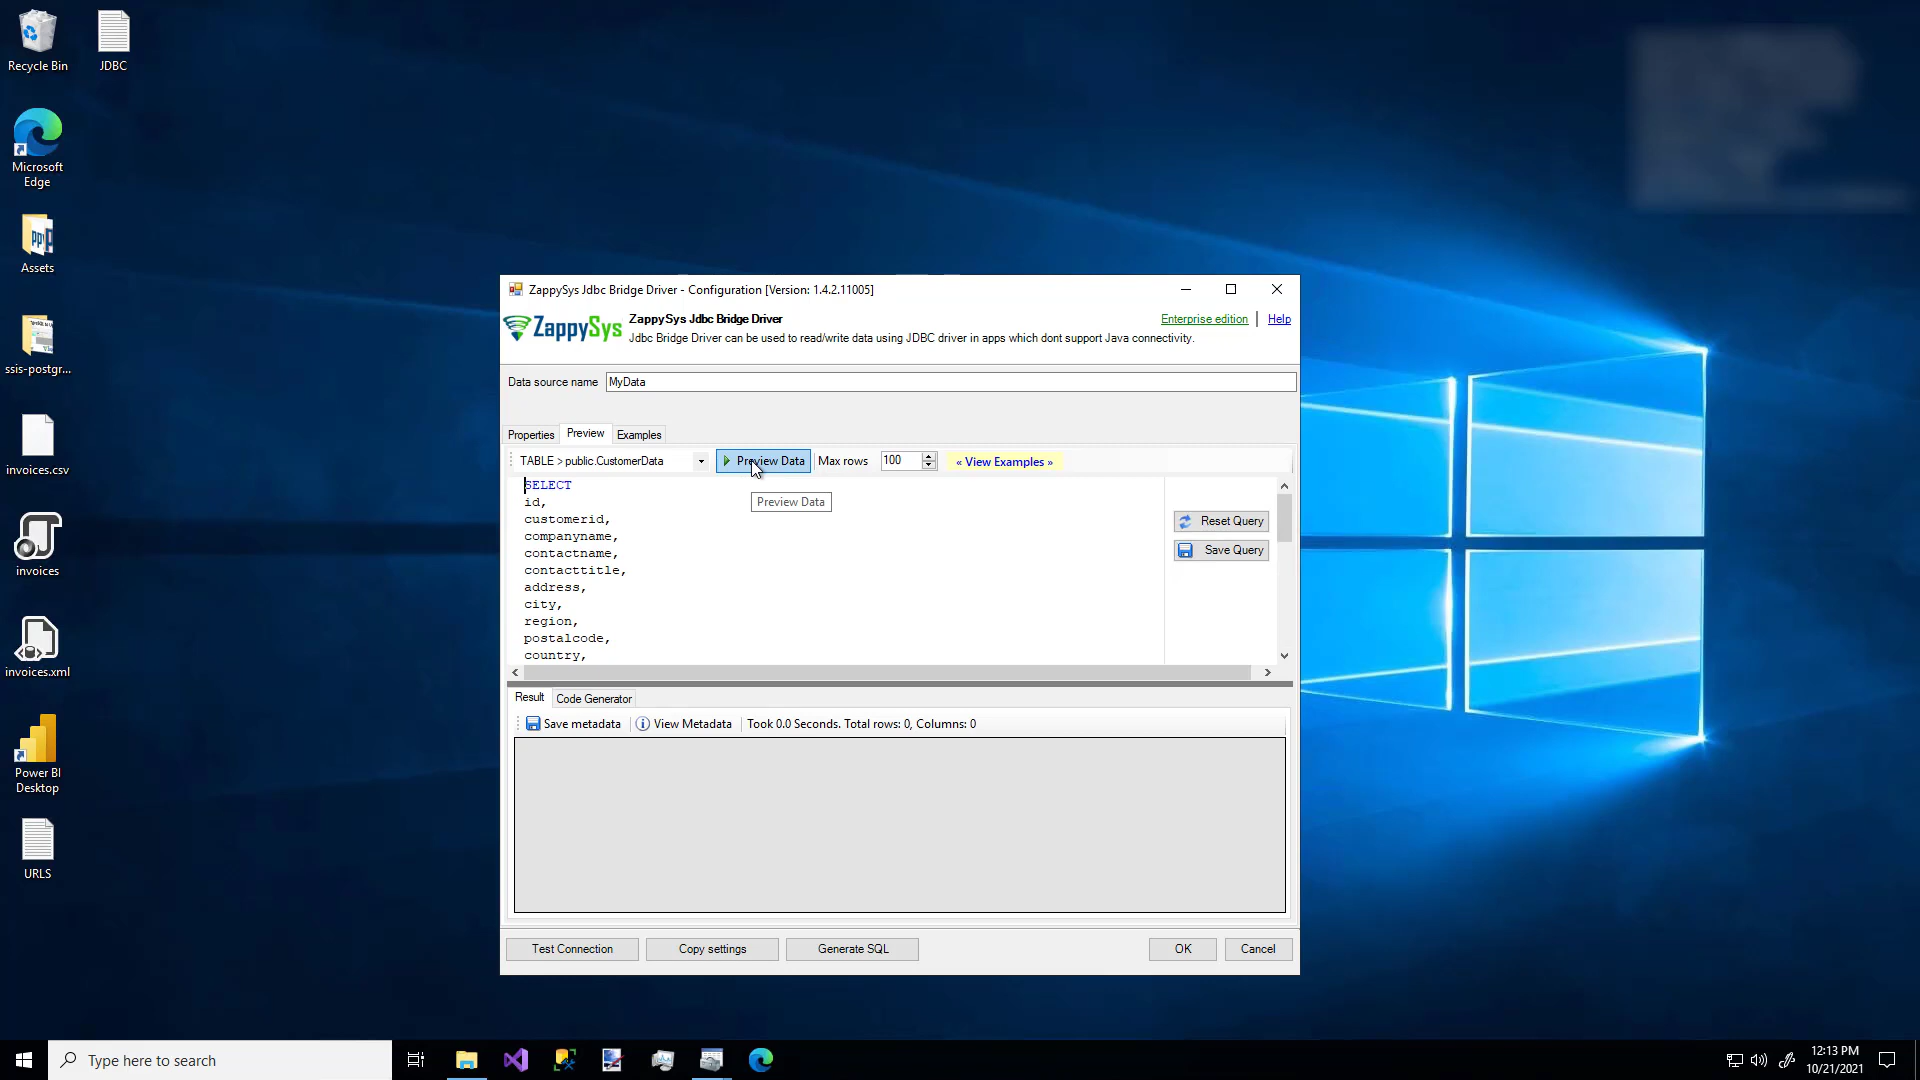 Recycle Bin
JDBC
Microsoft
Edge
Assets
ssis-postgr...
invoices.csv
invoices
invoices.xml
Power BI
Desktop
URLS
ZappySys Jdbc Bridge Driver - Configuration [Version: 1.4.2.11005]
ZappySys
ZappySys Jdbc Bridge Driver
Enterprise edition
Help
Jdbc Bridge Driver can be used to read/write data using JDBC driver in apps which dont support Java connectivity.
Data source name
MyData
Properties
Preview
Examples
TABLE > public.CustomerData
Preview Data
Max rows
100
« View Examples »
Preview Data
SELECT
id,
customerid,
companyname,
contactname,
contacttitle,
address,
city,
region,
postalcode,
country,
Reset Query
Save Query
Result
Code Generator
Save metadata
View Metadata
Took 0.0 Seconds. Total rows: 0, Columns: 0
Test Connection
Copy settings
Generate SQL
OK
Cancel
Type here to search
12:13 PM
10/21/2021